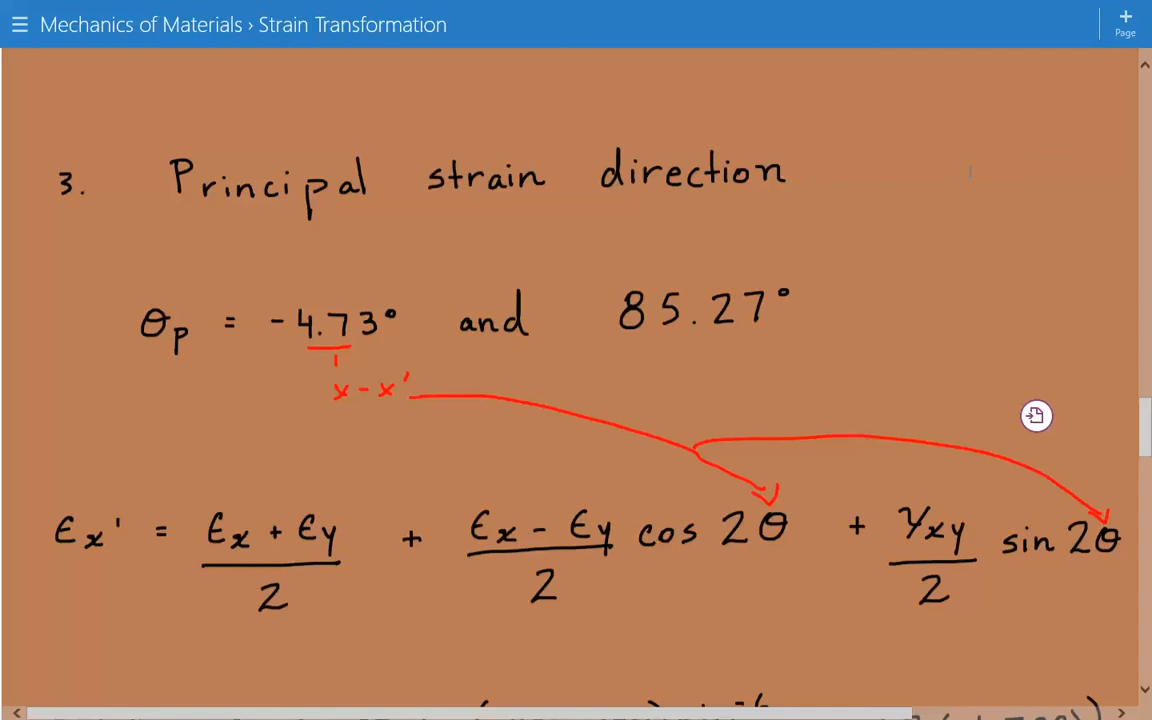 Mechanics of Materials › Strain Transformation
Page
3. Principal strain direction
θp = -4.73° and 85.27°
x - x'
εx' = εx + εy / 2 + εx - εy / 2 cos 2θ + γxy / 2 sin 2θ